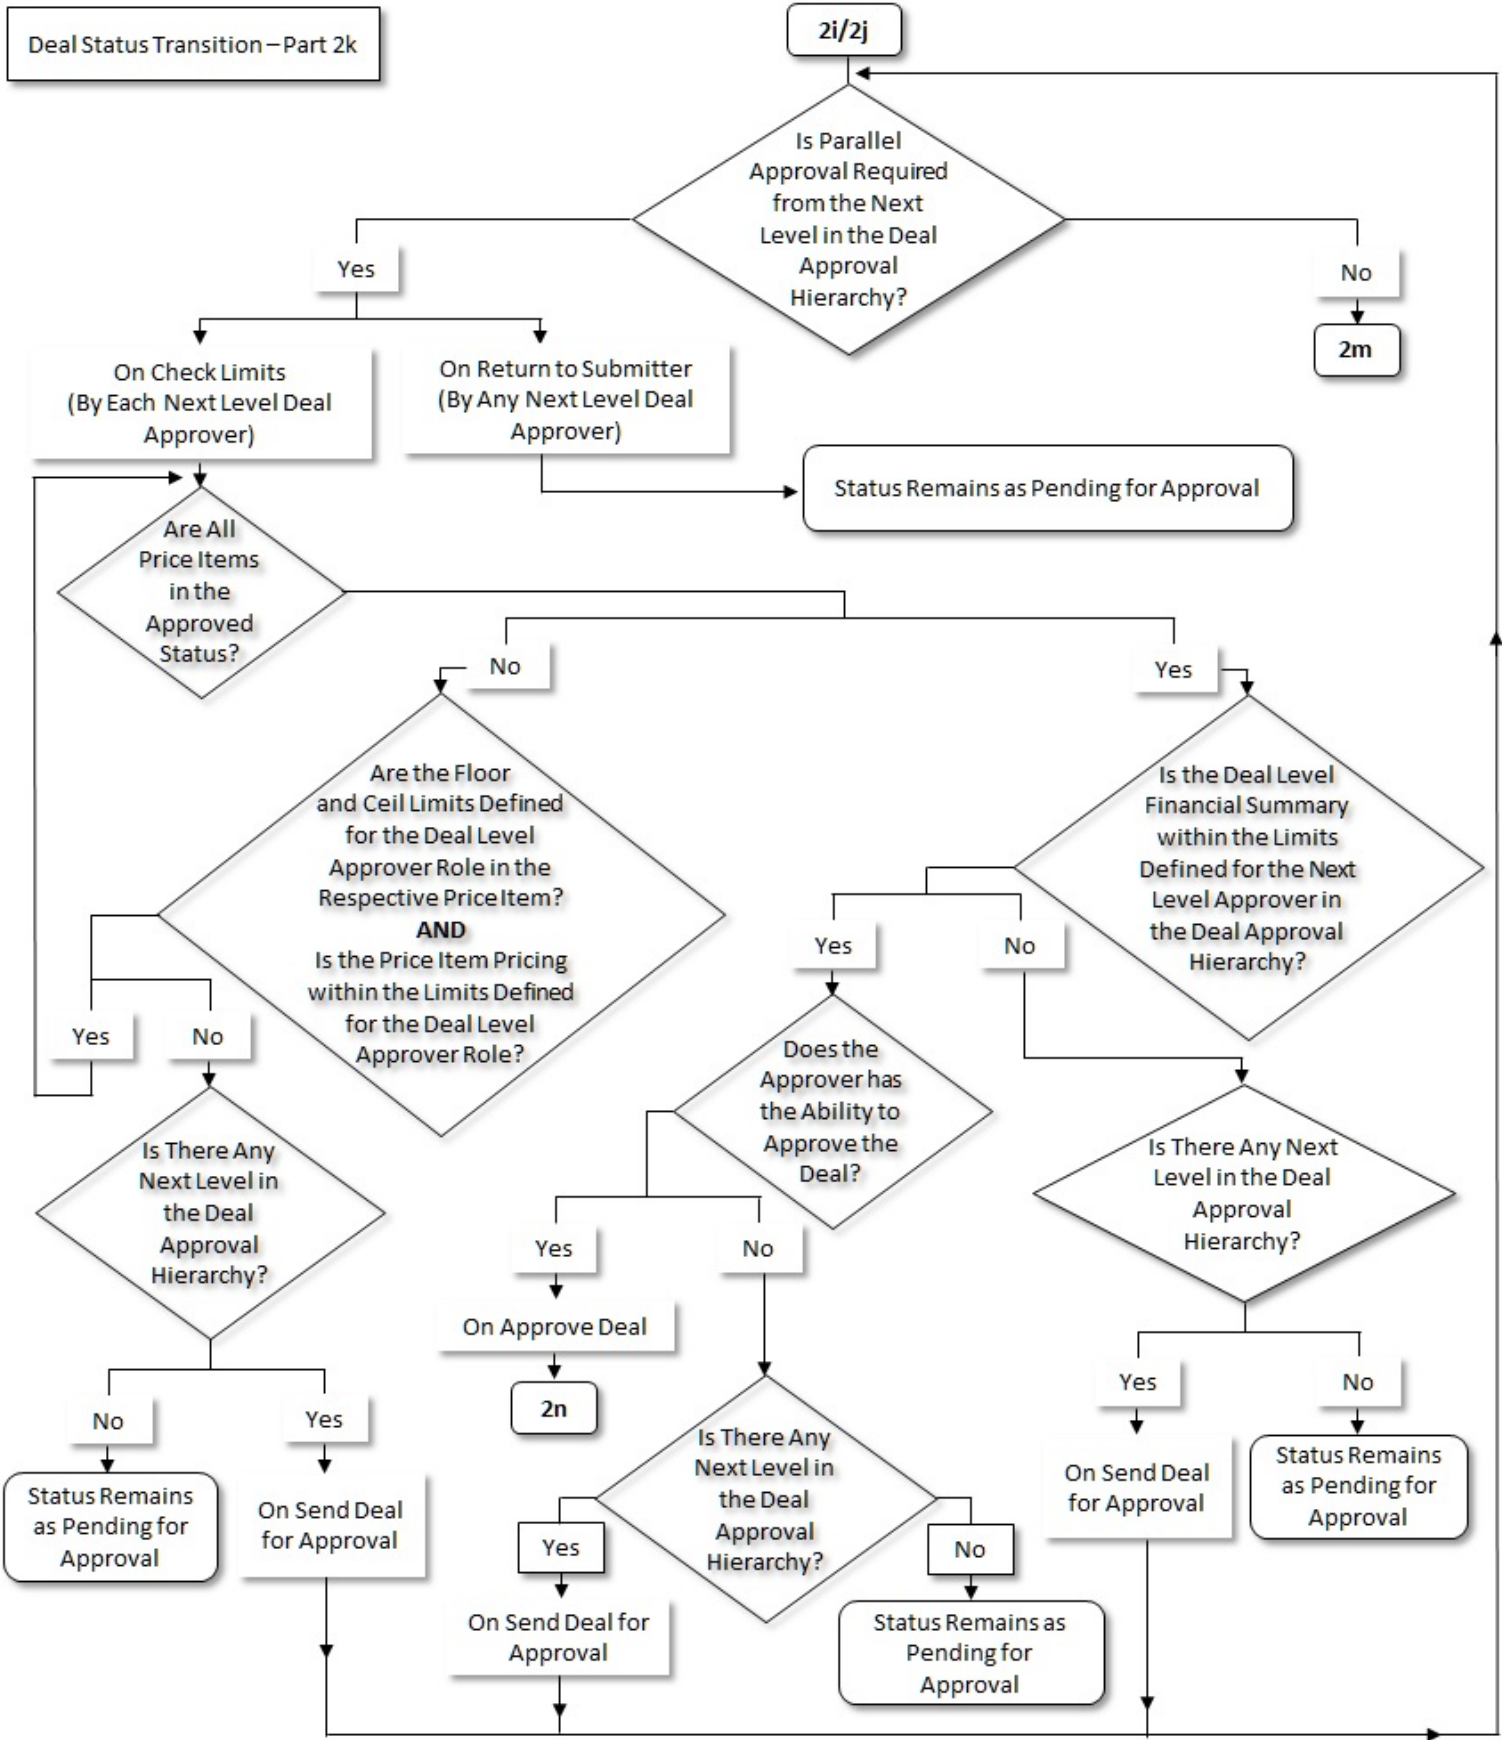 Deal Status Transition – Part 2k
2i/2j
Is Parallel
Approval Required
from the Next
Level in the Deal
Approval
Hierarchy?
Yes
No
2m
On Check Limits
(By Each Next Level Deal
Approver)
On Return to Submitter
(By Any Next Level Deal
Approver)
Status Remains as Pending for Approval
Are All
Price Items
in the
Approved
Status?
No
Yes
Are the Floor
and Ceil Limits Defined
for the Deal Level
Approver Role in the
Respective Price Item?
AND
Is the Price Item Pricing
within the Limits Defined
for the Deal Level
Approver Role?
Is the Deal Level
Financial Summary
within the Limits
Defined for the Next
Level Approver in
the Deal Approval
Hierarchy?
Yes
No
Yes
No
Does the
Approver has
the Ability to
Approve the
Deal?
Is There Any
Next Level in
the Deal
Approval
Hierarchy?
Is There Any Next
Level in the Deal
Approval
Hierarchy?
Yes
No
On Approve Deal
2n
No
Yes
Status Remains
as Pending for
Approval
On Send Deal
for Approval
Is There Any
Next Level in
the Deal
Approval
Hierarchy?
Yes
No
On Send Deal for
Approval
Status Remains as
Pending for
Approval
Yes
No
On Send Deal
for Approval
Status Remains
as Pending for
Approval